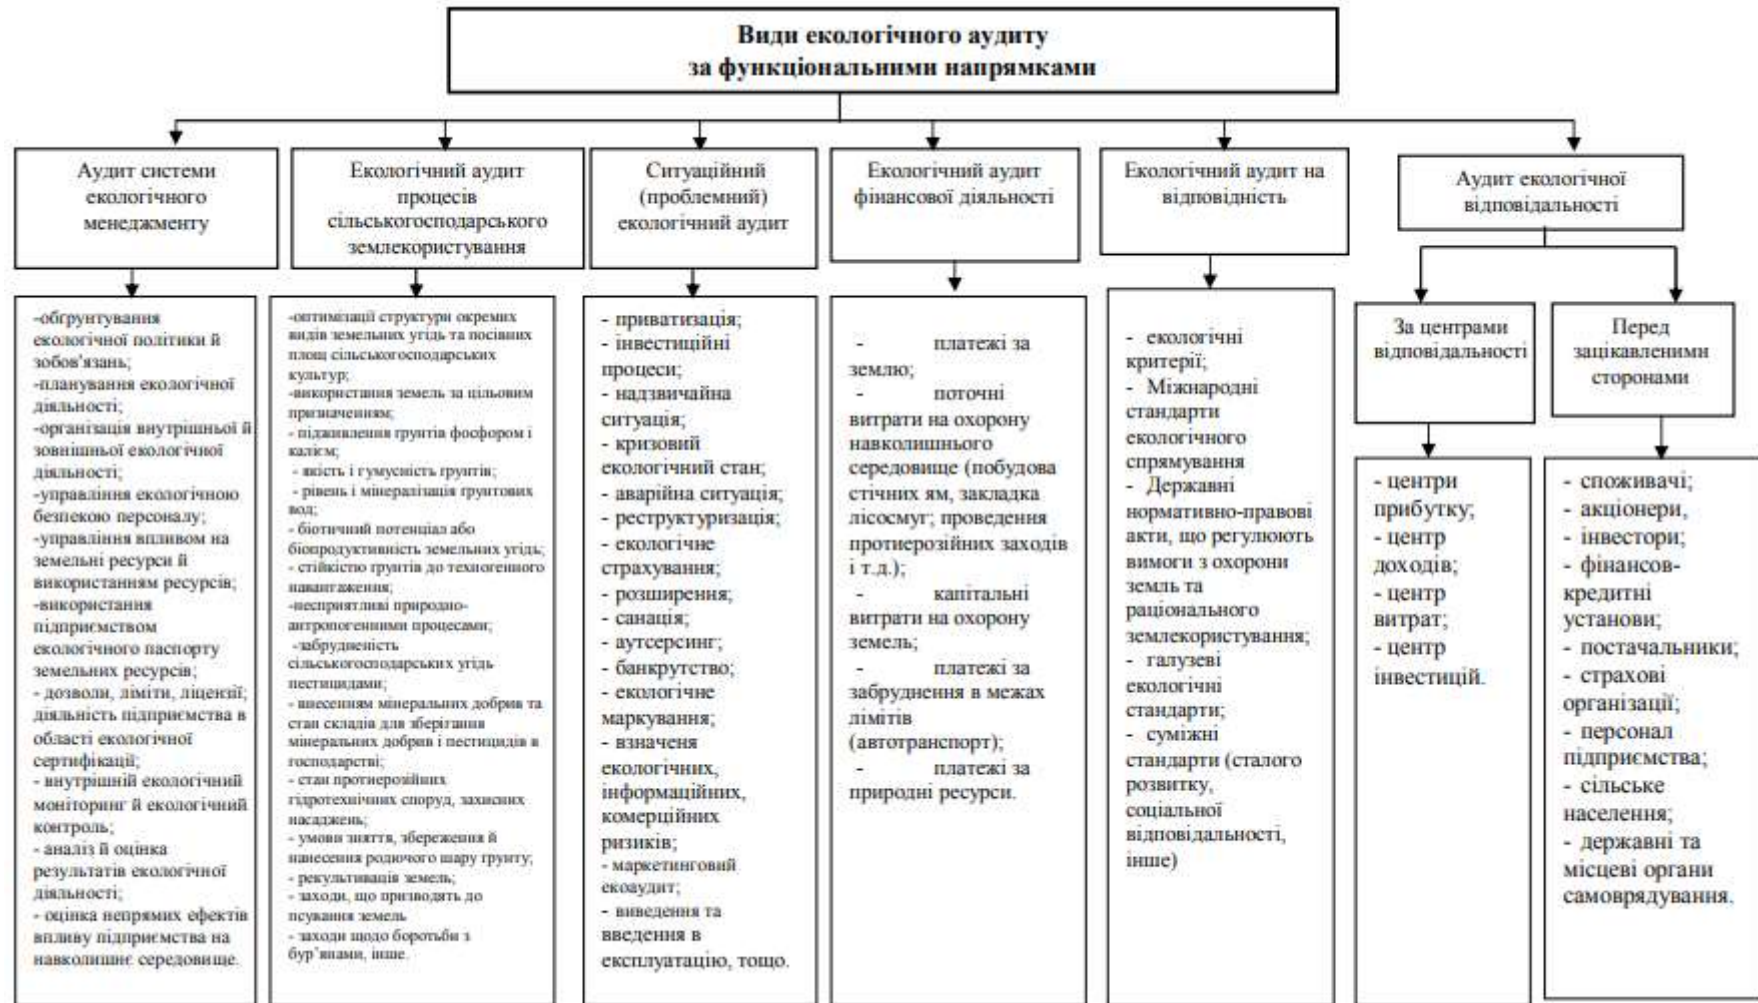 Види екологічного аудиту
за функціональними напрямками
Аудит системи
екологічного
менеджменту
Екологічний аудит
процесів
сільськогосподарського
землекористування
Ситуаційний
(проблемний)
екологічний аудит
Екологічний аудит
фінансової діяльності
Екологічний аудит на
відповідність
Аудит екологічної
відповідальності
-обґрунтування
екологічної політики й
зобов'язань;
-планування екологічної
діяльності;
-організація внутрішньої й
зовнішньої екологічної
діяльності;
-управління екологічною
безпекою персоналу;
-управління впливом на
земельні ресурси й
використанням ресурсів;
-використання
підприємством
екологічного паспорту
земельних ресурсів;
- дозволи, ліміти, ліцензії;
діяльність підприємства в
області екологічної
сертифікації;
- внутрішній екологічний
моніторинг й екологічний
контроль;
- аналіз й оцінка
результатів екологічної
діяльності;
- оцінка непрямих ефектів
впливу підприємства на
навколишнє середовище.
-оптимізації структури окремих
видів земельних угідь та посівних
площ сільськогосподарських
культур;
-використання земель за цільовим
призначенням;
- підживлення ґрунтів фосфором і
калієм;
- якість і гумусність ґрунтів;
- рівень і мінералізація ґрунтових
вод;
- біотичний потенціал або
біопродуктивність земельних угідь;
- стійкістю ґрунтів до техногенного
навантаження;
-несприятливі природно-
антропогенними процесами;
-забрудненість
сільськогосподарських угідь
пестицидами;
- внесенням мінеральних добрив та
стан складів для зберігання
мінеральних добрив і пестицидів в
господарстві;
- стан протиерозійних
гідротехнічних споруд, захисних
насаджень;
- умови зняття, збереження й
нанесення родючого шару ґрунту;
- рекультивація земель;
- заходи, що призводять до
псування земель
- заходи щодо боротьби з
бур'янами, інше.
- приватизація;
- інвестиційні
процеси;
- надзвичайна
ситуація;
- кризовий
екологічний стан;
- аварійна ситуація;
- реструктуризація;
- екологічне
страхування;
- розширення;
- санація;
- аутсерсинг;
- банкрутство;
- екологічне
маркування;
- взначеня
екологічних,
інформаційних,
комерційних
ризиків;
- маркетинговий
екоаудит;
- виведення та
введення в
експлуатацію, тощо.
- платежі за
землю;
- поточні
витрати на охорону
навколишнього
середовище (побудова
стічних ям, закладка
лісосмуг; проведення
протиерозійних заходів
і т.д.);
- капітальні
витрати на охорону
земель;
- платежі за
забруднення в межах
лімітів
(автотранспорт);
- платежі за
природні ресурси.
- екологічні
критерії;
- Міжнародні
стандарти
екологічного
спрямування
- Державні
нормативно-правові
акти, що регулюють
вимоги з охорони
земль та
раціонального
землекористування;
- галузеві
екологічні
стандарти;
- суміжні
стандарти (сталого
розвитку,
соціальної
відповідальності,
інше)
За центрами
відповідальності
- центри
прибутку;
- центр
доходів;
- центр
витрат;
- центр
інвестицій.
Перед
зацікавленими
сторонами
- споживачі;
- акціонери,
- інвестори;
- фінансов-
кредитні
установи;
- постачальники;
- страхові
організації;
- персонал
підприємства;
- сільське
населення;
- державні та
місцеві органи
самоврядування.